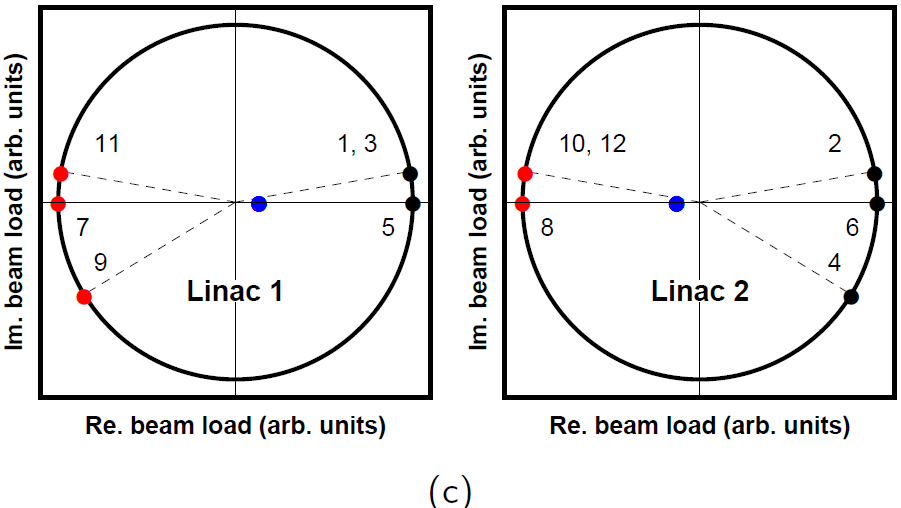 Im. beam load (arb. units)
11
1, 3
7
5
9
Linac 1
Re. beam load (arb. units)
Im. beam load (arb. units)
10, 12
2
8
6
4
Linac 2
Re. beam load (arb. units)
(c)